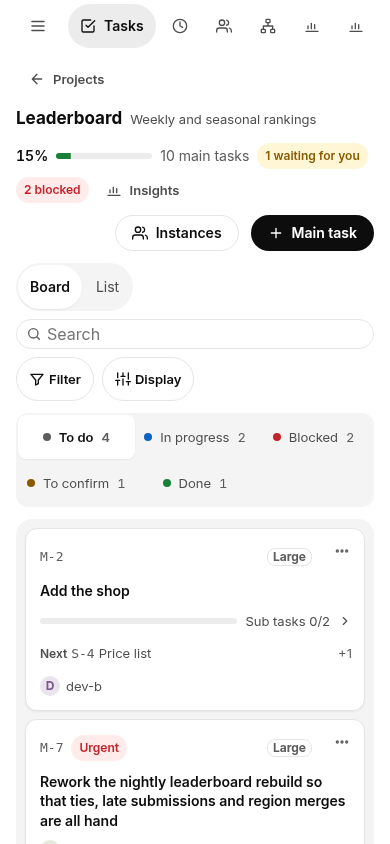 Tasks
Projects
Leaderboard Weekly and seasonal rankings
15% 10 main tasks 1 waiting for you
2 blocked Insights
Instances + Main task
Board List
Search
Filter Display
To do 4 In progress 2 Blocked 2
To confirm 1 Done 1
M-2 Large
Add the shop
Sub tasks 0/2
Next S-4 Price list +1
D dev-b
M-7 Urgent Large
Rework the nightly leaderboard rebuild so
that ties, late submissions and region merges
are all hand